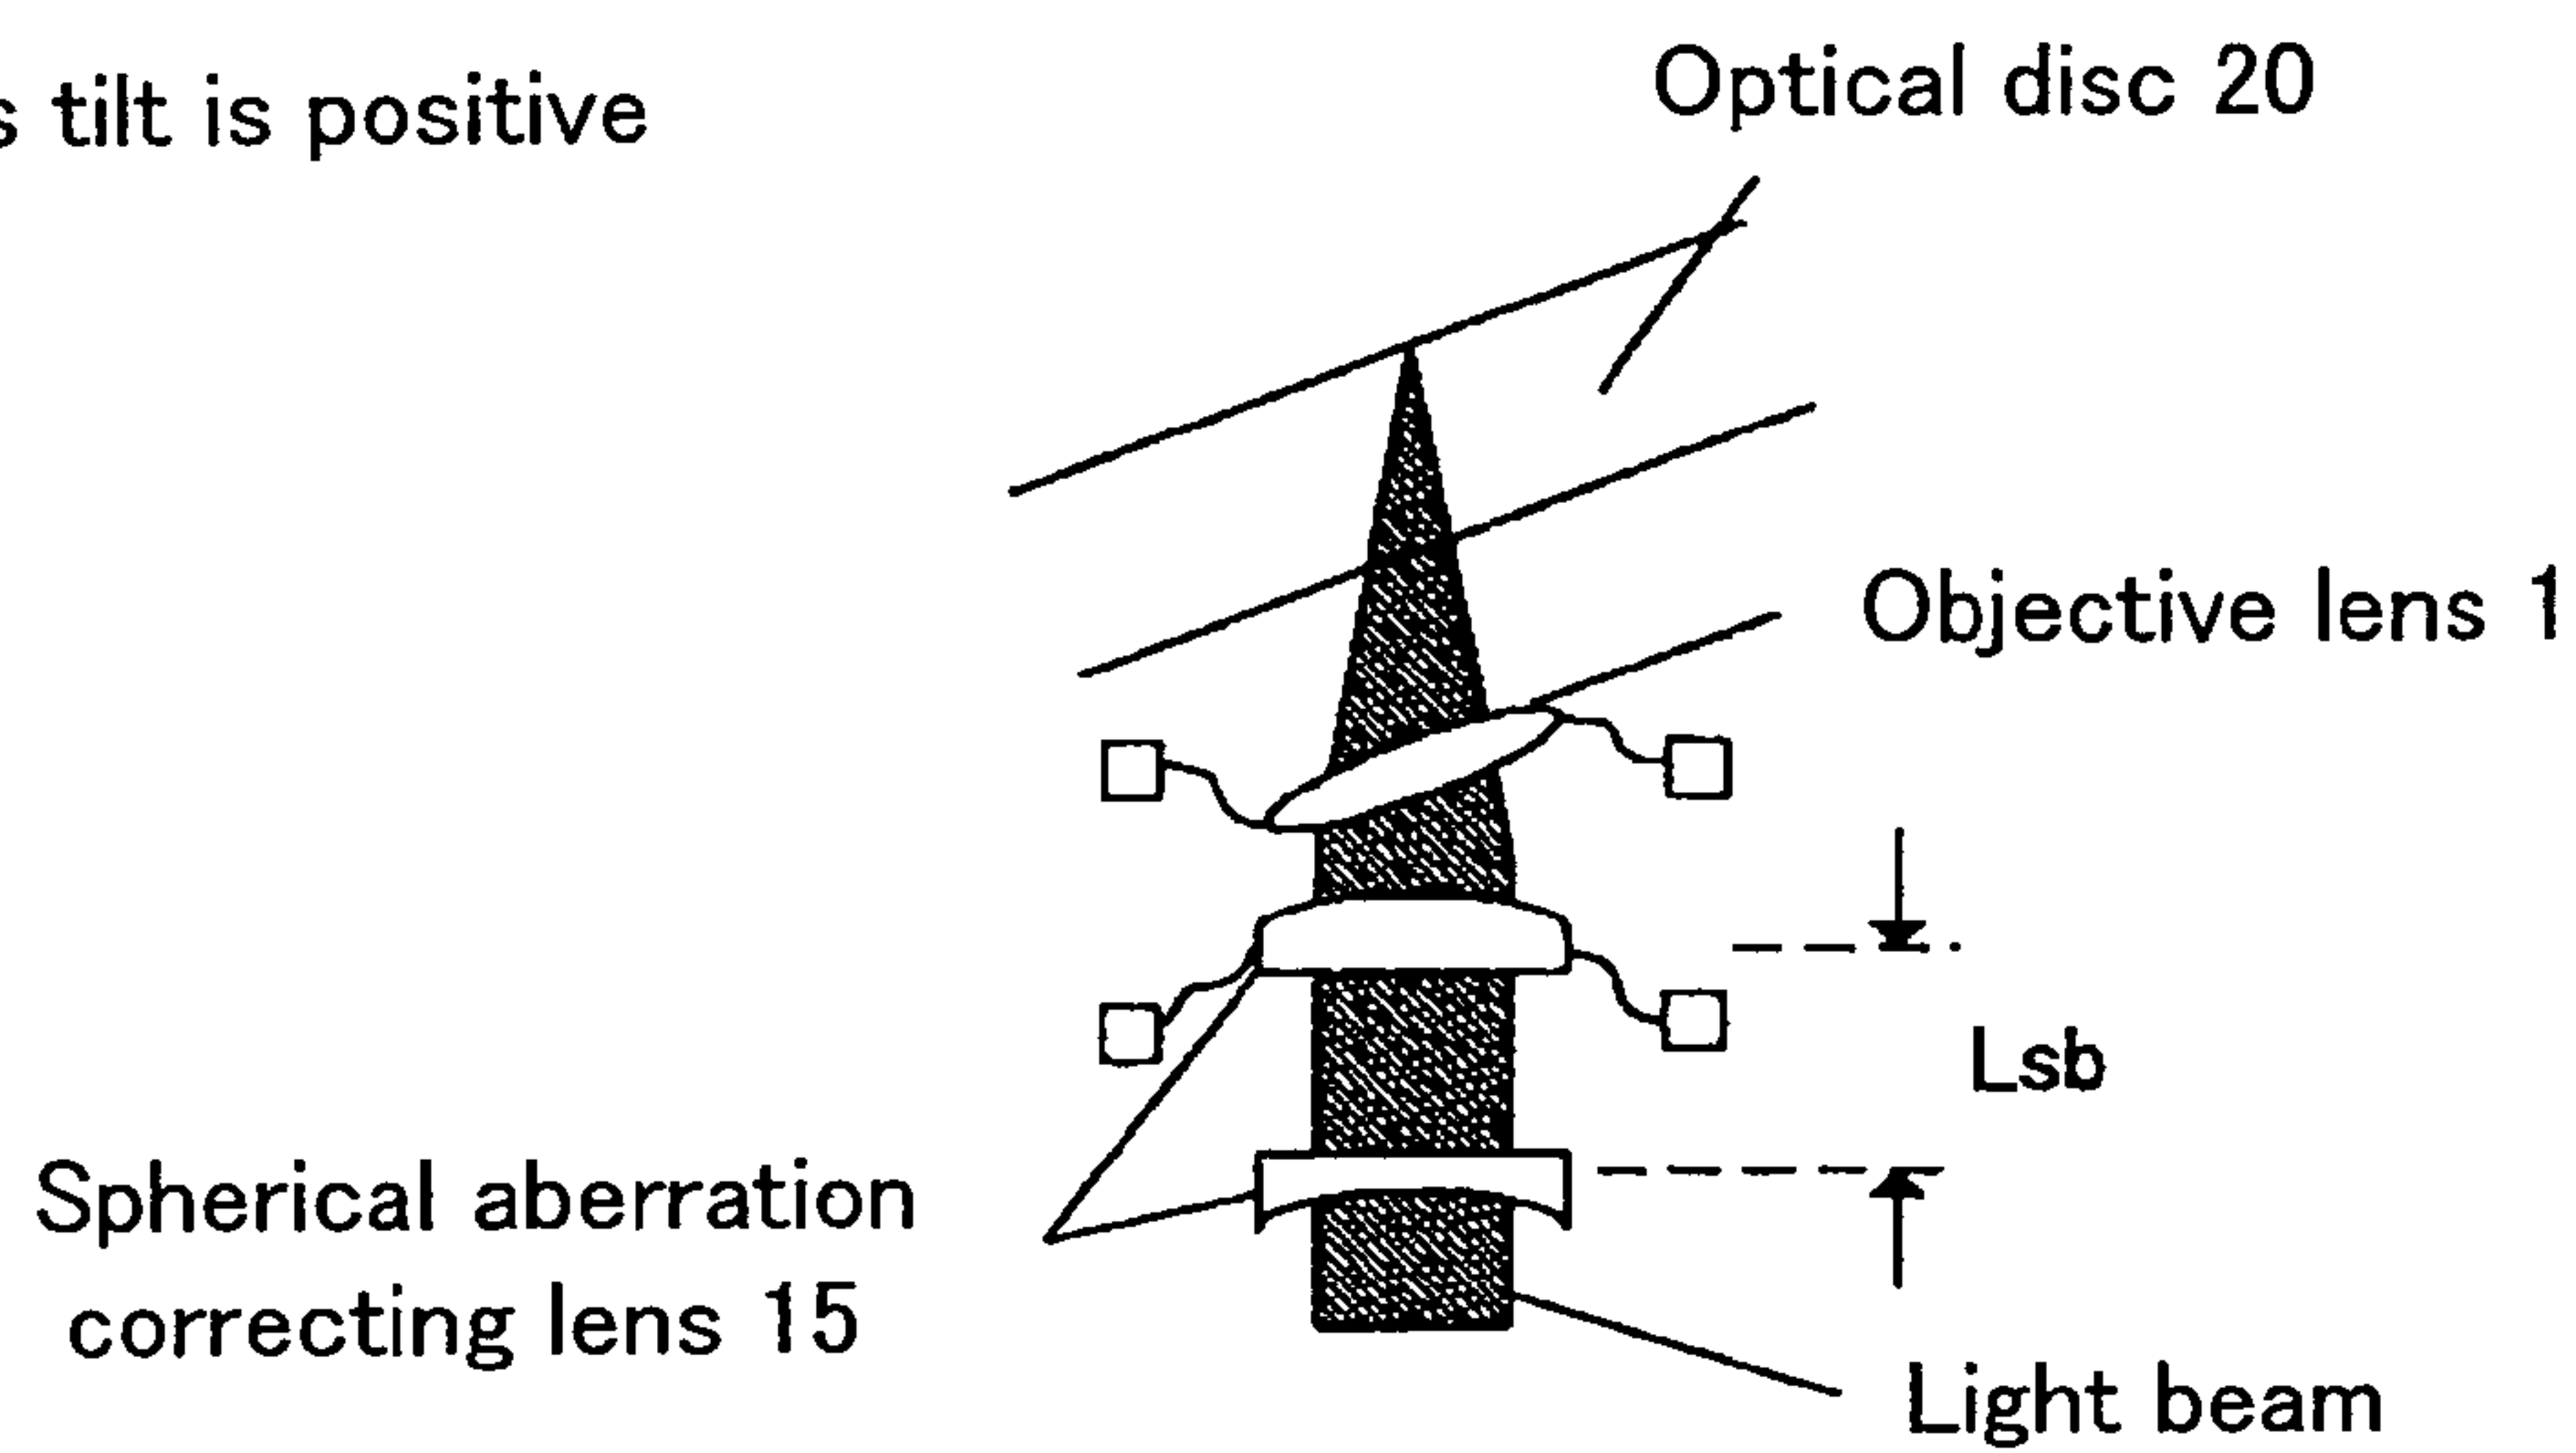 s tilt is positive
Optical disc 20
Objective lens 1
Lsb
Spherical aberration
correcting lens 15
Light beam